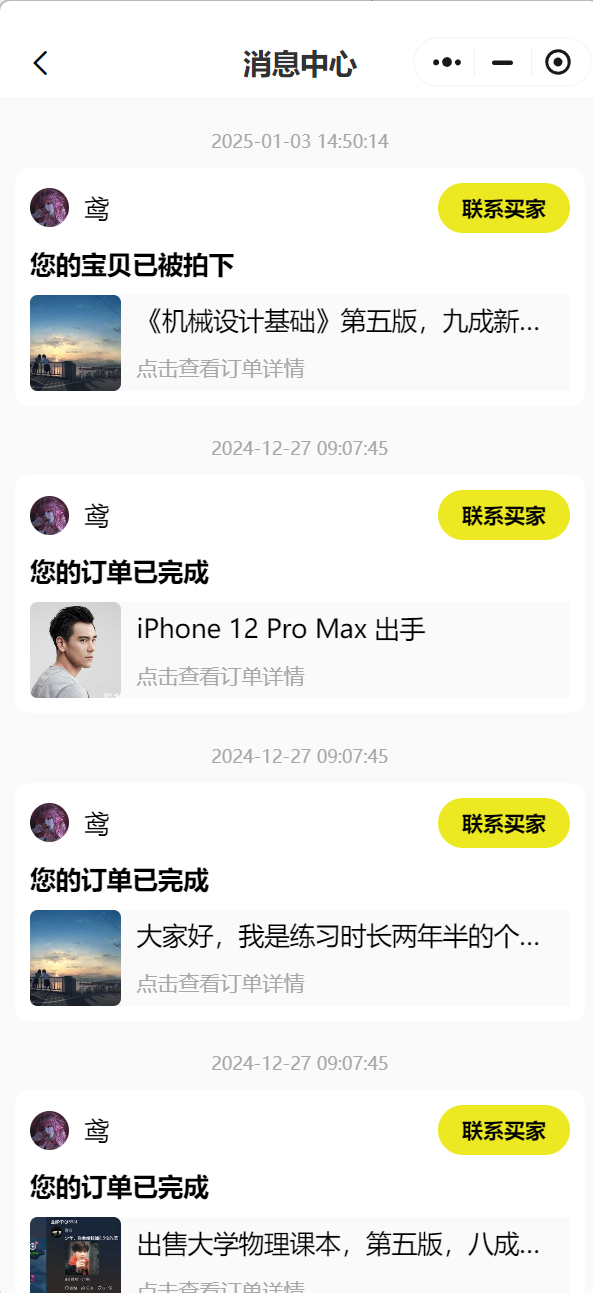 消息中心
2025-01-03 14:50:14
鸢
联系买家
您的宝贝已被拍下
《机械设计基础》第五版，九成新...
点击查看订单详情
2024-12-27 09:07:45
鸢
联系买家
您的订单已完成
iPhone 12 Pro Max 出手
点击查看订单详情
2024-12-27 09:07:45
鸢
联系买家
您的订单已完成
大家好，我是练习时长两年半的个...
点击查看订单详情
2024-12-27 09:07:45
鸢
联系买家
您的订单已完成
出售大学物理课本，第五版，八成...
点击查看订单详情